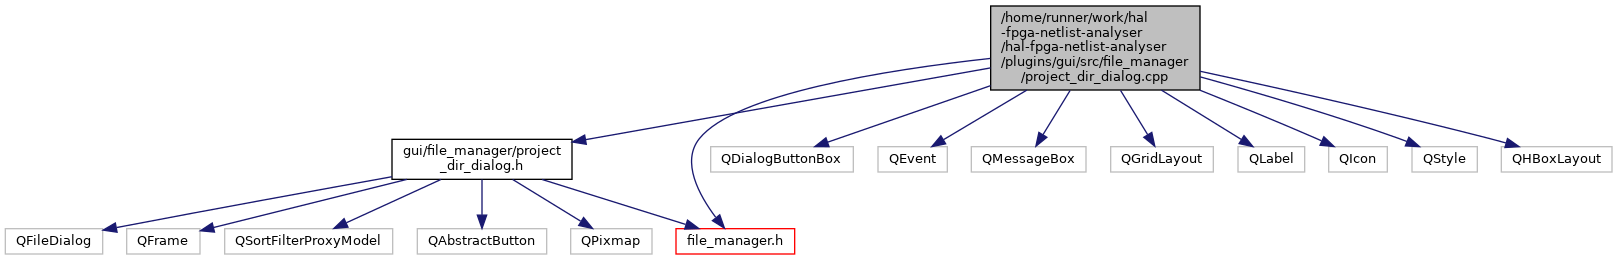 /home/runner/work/hal
-fpga-netlist-analyser
/hal-fpga-netlist-analyser
/plugins/gui/src/file_manager
/project_dir_dialog.cpp
gui/file_manager/project
_dir_dialog.h
QDialogButtonBox
QEvent
QMessageBox
QGridLayout
QLabel
QIcon
QStyle
QHBoxLayout
QFileDialog
QFrame
QSortFilterProxyModel
QAbstractButton
QPixmap
file_manager.h